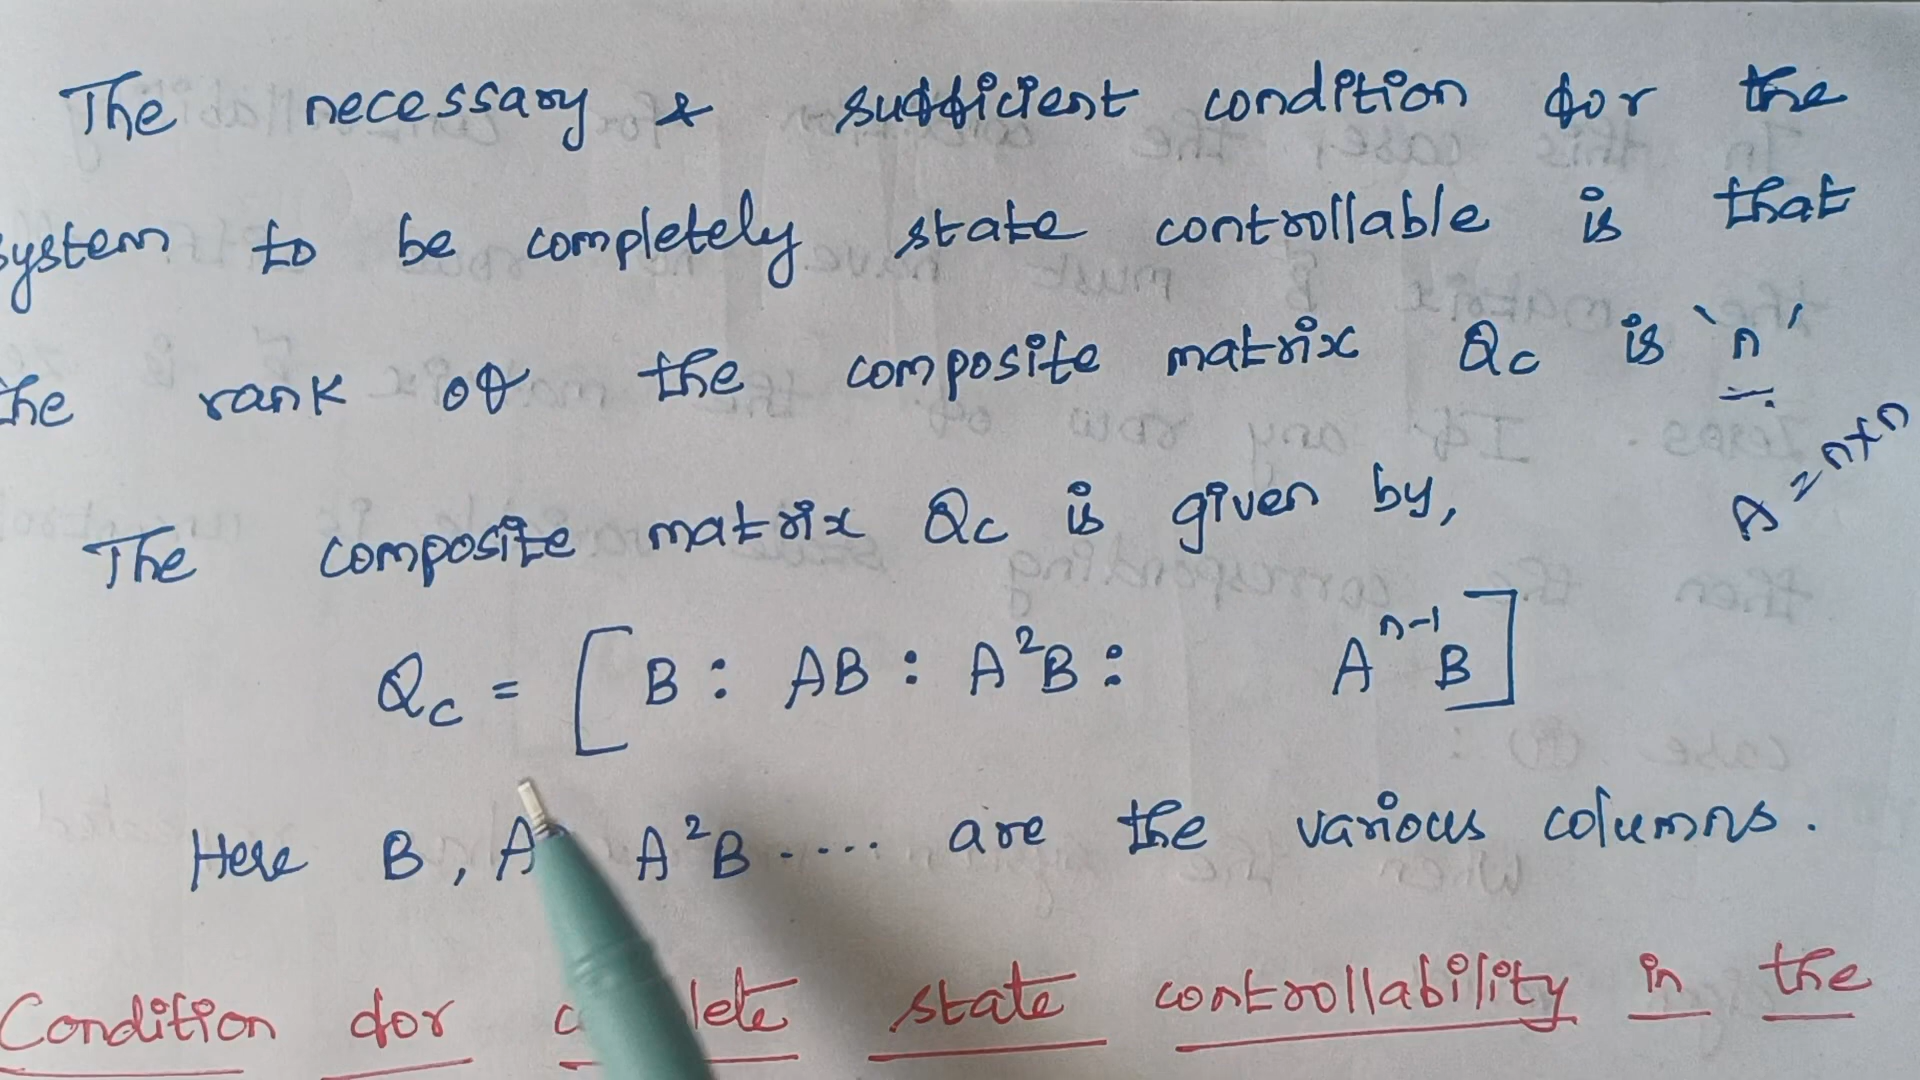 The necessary & sufficient condition for the
system to be completely state controllable is that
the rank of the composite matrix Qc is 'n'.
A = n×n
The composite matrix Qc is given by,
Qc = [B : AB : A²B : Aⁿ⁻¹B]
Here B, A A²B .... are the various columns.
Condition for state controllability in the